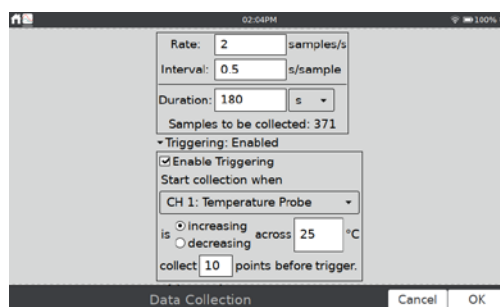 02:04PM 100%
Rate: 2 samples/s
Interval: 0.5 s/sample
Duration: 180 s
Samples to be collected: 371
Triggering: Enabled
Enable Triggering
Start collection when
CH 1: Temperature Probe
is increasing across 25 °C
decreasing
collect 10 points before trigger.
Data Collection Cancel OK